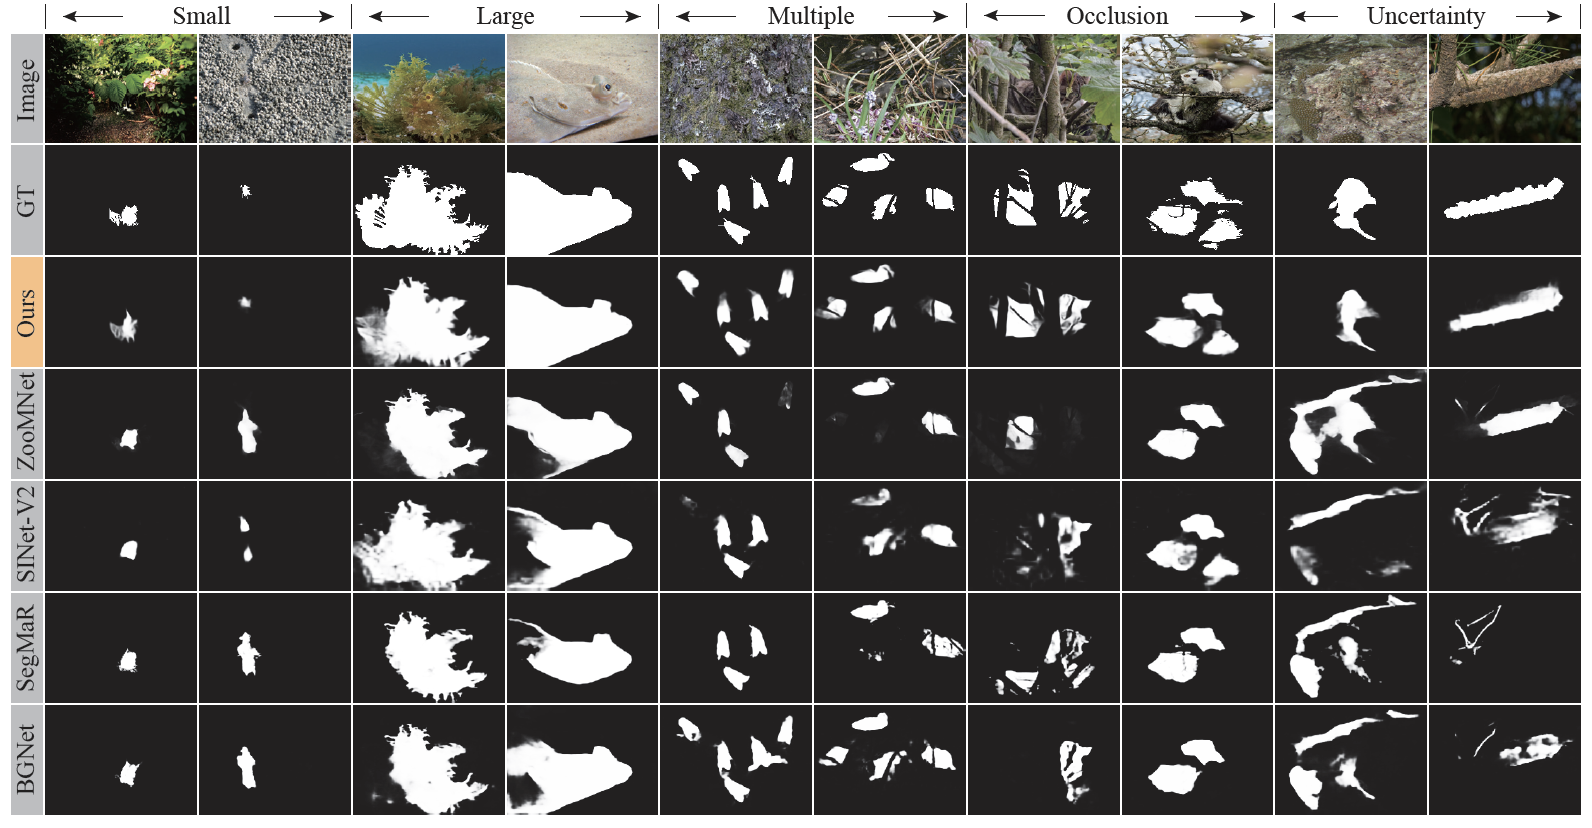 Small Large Multiple Occlusion Uncertainty
Image
GT
Ours
ZooMNet
SINet-V2
SegMaR
BGNet